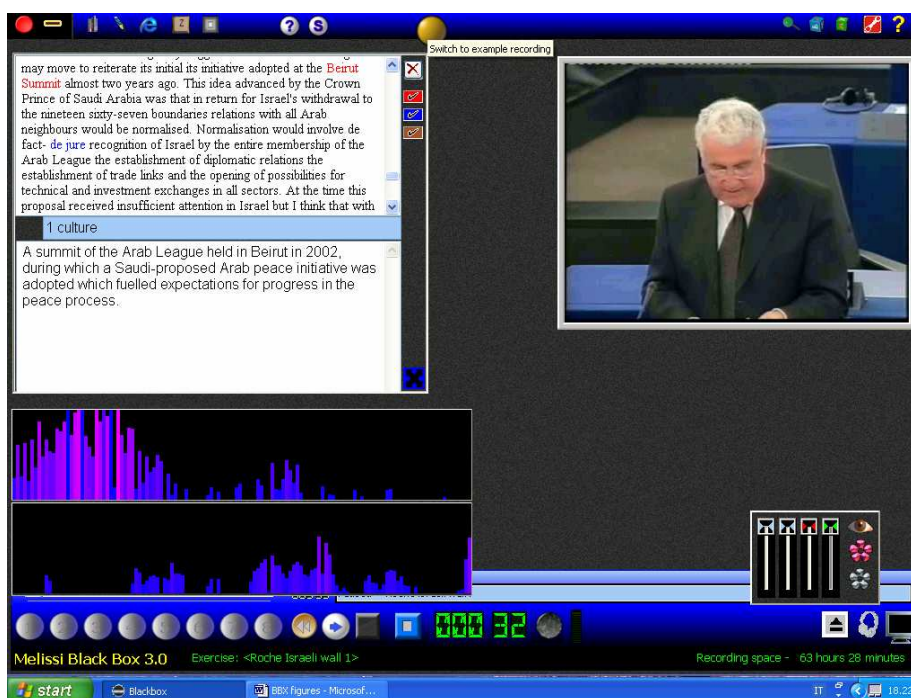 Switch to example recording
may move to reiterate its initial its initiative adopted at the Beirut
Summit almost two years ago. This idea advanced by the Crown
Prince of Saudi Arabia was that in return for Israel's withdrawal to
the nineteen sixty-seven boundaries relations with all Arab
neighbours would be normalised. Normalisation would involve de
fact- de jure recognition of Israel by the entire membership of the
Arab League the establishment of diplomatic relations the
establishment of trade links and the opening of possibilities for
technical and investment exchanges in all sectors. At the time this
proposal received insufficient attention in Israel but I think that with
1 culture
A summit of the Arab League held in Beirut in 2002,
during which a Saudi-proposed Arab peace initiative was
adopted which fuelled expectations for progress in the
peace process.
000 32
Melissi Black Box 3.0
Exercise: <Roche Israeli wall 1>
Recording space - 63 hours 28 minutes
start
Blackbox
BBX figures - Microsof...
IT